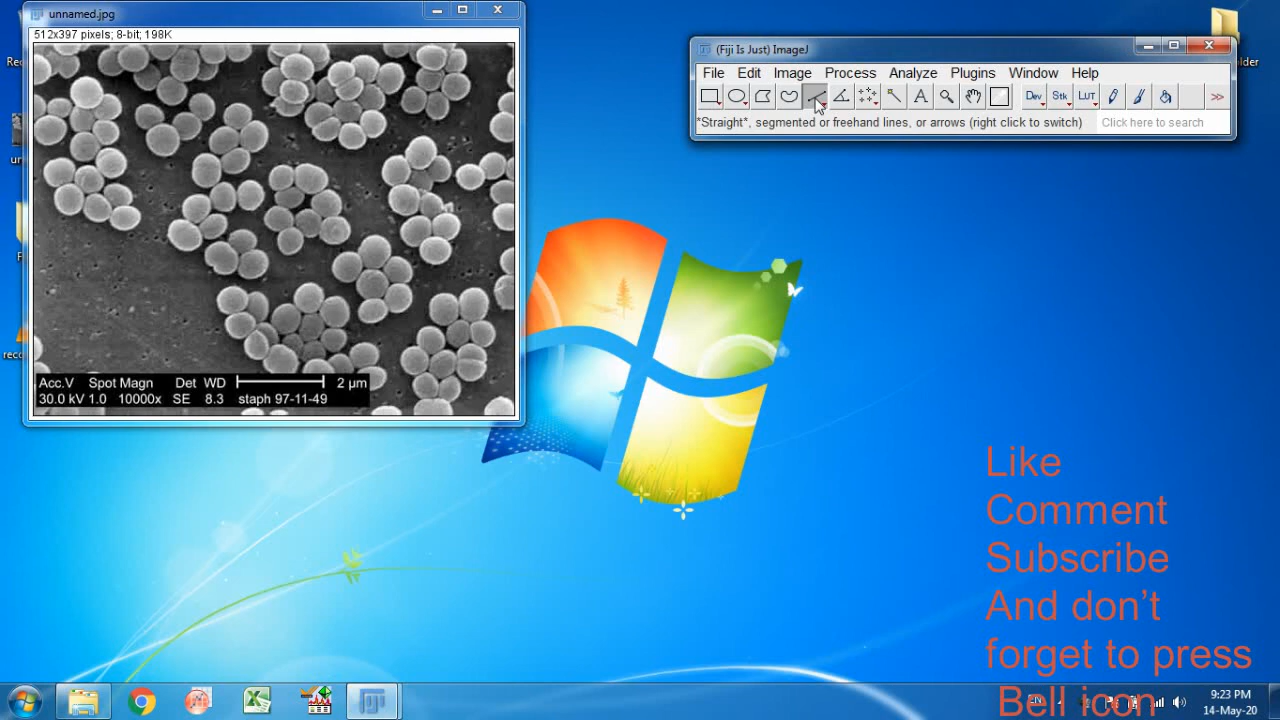 unnamed.jpg
512x397 pixels; 8-bit; 198K
Acc.V Spot Magn Det WD 2 µm
30.0 kV 1.0 10000x SE 8.3 staph 97-11-49
(Fiji Is Just) ImageJ
File Edit Image Process Analyze Plugins Window Help
A Dev Stk LUT >>
*Straight*, segmented or freehand lines, or arrows (right click to switch) Click here to search
Like
Comment
Subscribe
And don’t
forget to press
Bell icon
9:23 PM
14-May-20